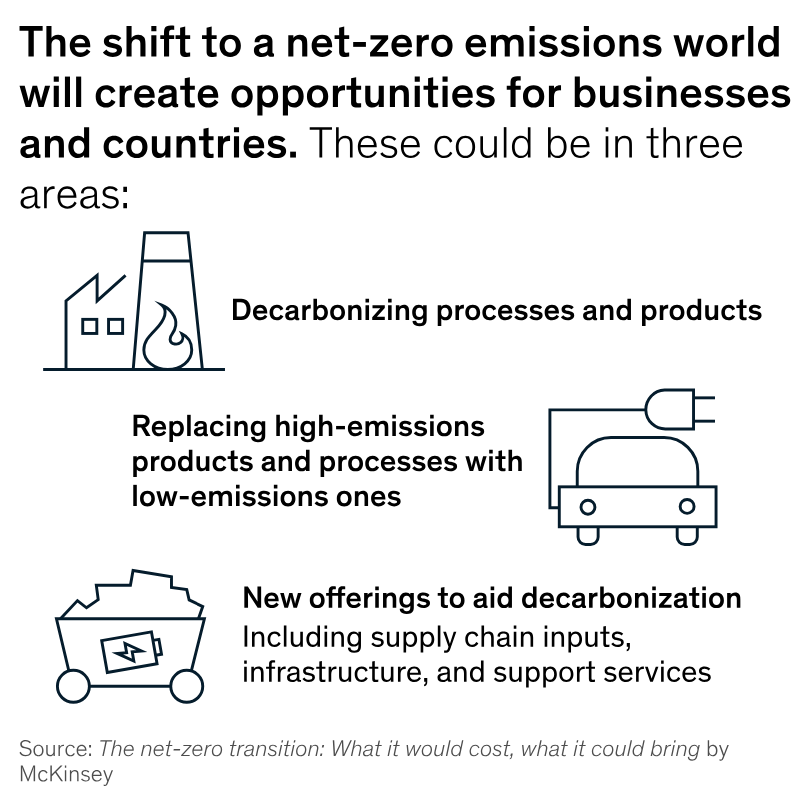 The shift to a net-zero emissions world
will create opportunities for businesses
and countries. These could be in three
areas:
Decarbonizing processes and products
Replacing high-emissions
products and processes with
low-emissions ones
New offerings to aid decarbonization
Including supply chain inputs,
infrastructure, and support services
Source: The net-zero transition: What it would cost, what it could bring by
McKinsey